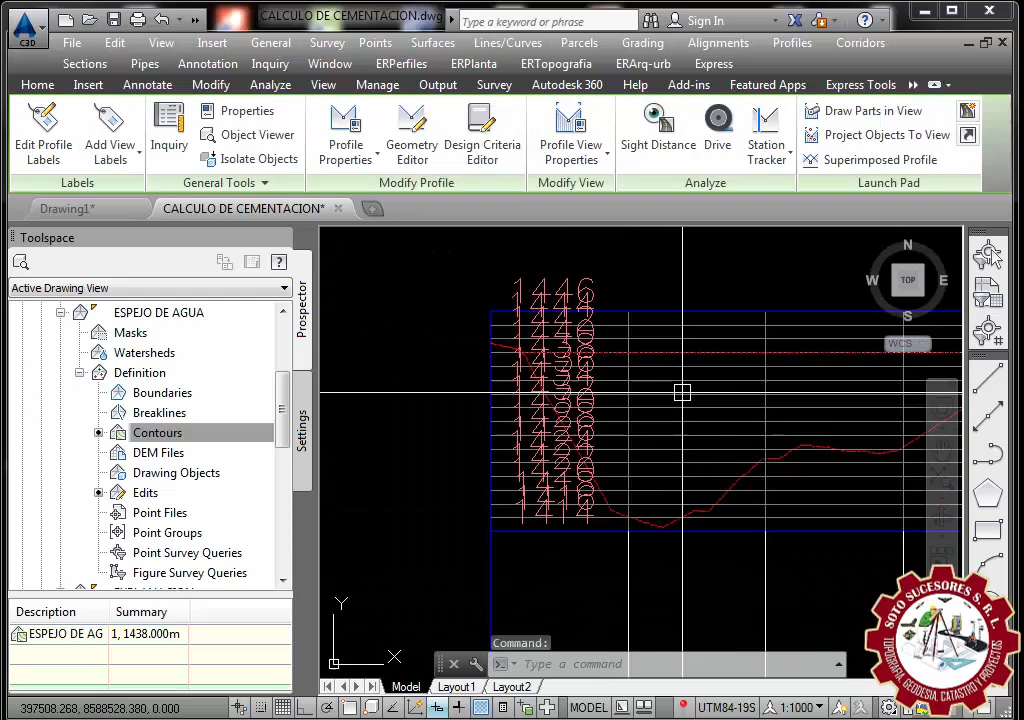 CALCULO DE CEMENTACION.dwg
Type a keyword or phrase
Sign In
C3D
File Edit View Insert General Survey Points Surfaces Lines/Curves Parcels Grading Alignments Profiles Corridors
Sections Pipes Annotation Inquiry Window ERPerfiles ERPlanta ERTopografia ERArq-urb Express
Home Insert Annotate Modify Analyze View Manage Output Survey Autodesk 360 Help Add-ins Featured Apps Express Tools
Edit Profile Labels
Add View Labels
Labels
Inquiry
Properties
Object Viewer
Isolate Objects
General Tools
Profile Properties
Geometry Editor
Design Criteria Editor
Modify Profile
Profile View Properties
Modify View
Sight Distance
Drive
Station Tracker
Analyze
Draw Parts in View
Project Objects To View
Superimposed Profile
Launch Pad
Drawing1*
CALCULO DE CEMENTACION*
Toolspace
Active Drawing View
ESPEJO DE AGUA
Masks
Watersheds
Definition
Boundaries
Breaklines
Contours
DEM Files
Drawing Objects
Edits
Point Files
Point Groups
Point Survey Queries
Figure Survey Queries
Prospector
Settings
Description Summary
ESPEJO DE AG 1, 1438.000m
N
W TOP E
S
WCS
Y
X
Command:
Type a command
Model Layout1 Layout2
397508.268, 8588528.380, 0.000
MODEL
UTM84-19S
1:1000
SOTO SUCESORES S.R.L.
TOPOGRAFIA, GEODESIA, CATASTRO Y PROYECTOS